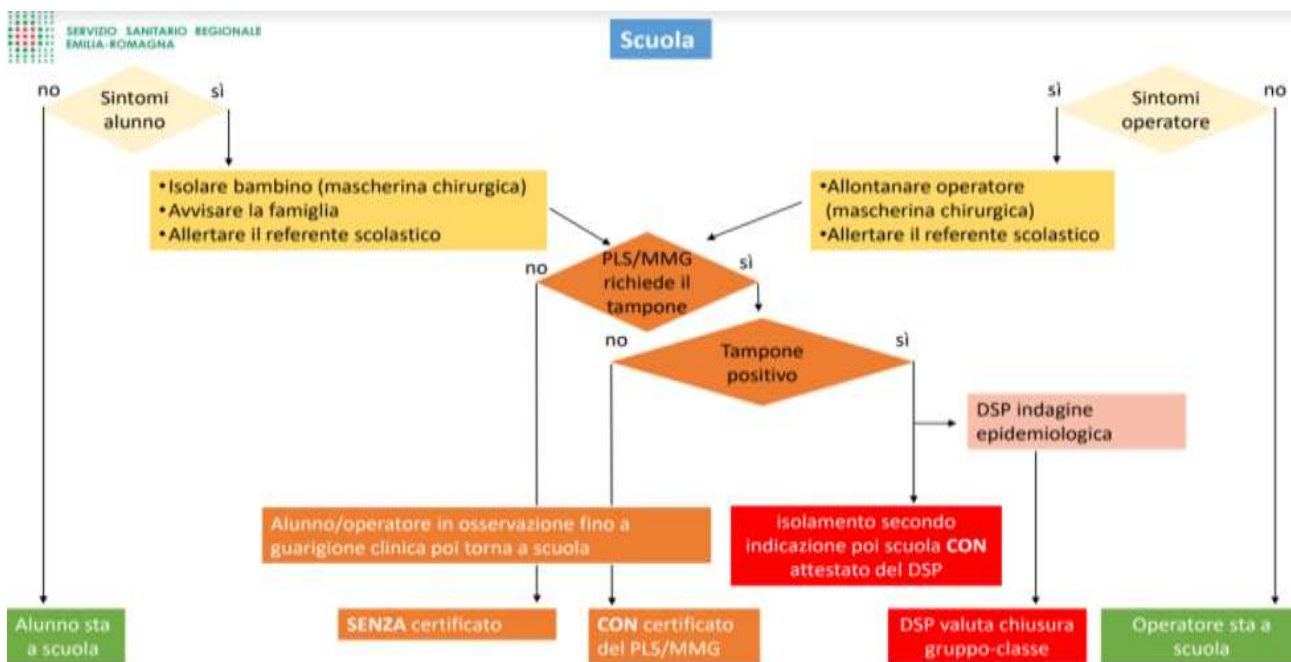 SERVIZIO SANITARIO REGIONALE
EMILIA-ROMAGNA
Scuola
no
Sintomi
alunno
sì
sì
Sintomi
operatore
no
•Isolare bambino (mascherina chirurgica)
•Avvisare la famiglia
•Allertare il referente scolastico
•Allontanare operatore
(mascherina chirurgica)
•Allertare il referente scolastico
no
PLS/MMG
richiede il
tampone
sì
no
Tampone
positivo
sì
DSP indagine
epidemiologica
Alunno/operatore in osservazione fino a
guarigione clinica poi torna a scuola
isolamento secondo
indicazione poi scuola CON
attestato del DSP
Alunno sta
a scuola
SENZA certificato
CON certificato
del PLS/MMG
DSP valuta chiusura
gruppo-classe
Operatore sta a
scuola